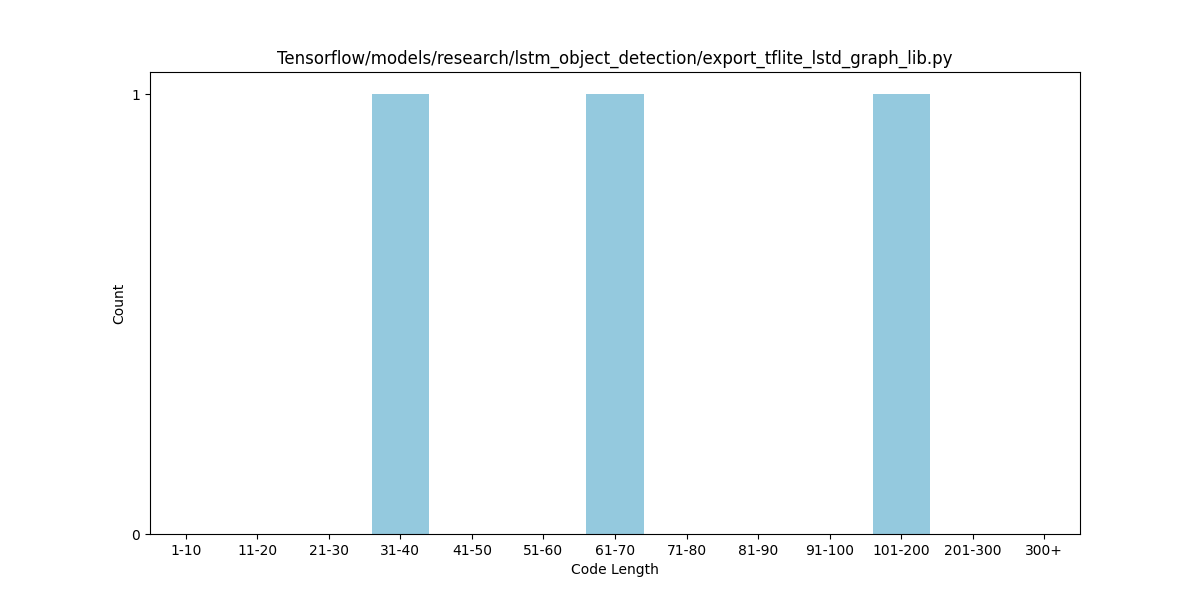 Tensorflow/models/research/lstm_object_detection/export_tflite_lstd_graph_lib.py
1
Count
0
1-10 11-20 21-30 31-40 41-50 51-60 61-70 71-80 81-90 91-100 101-200 201-300 300+
Code Length